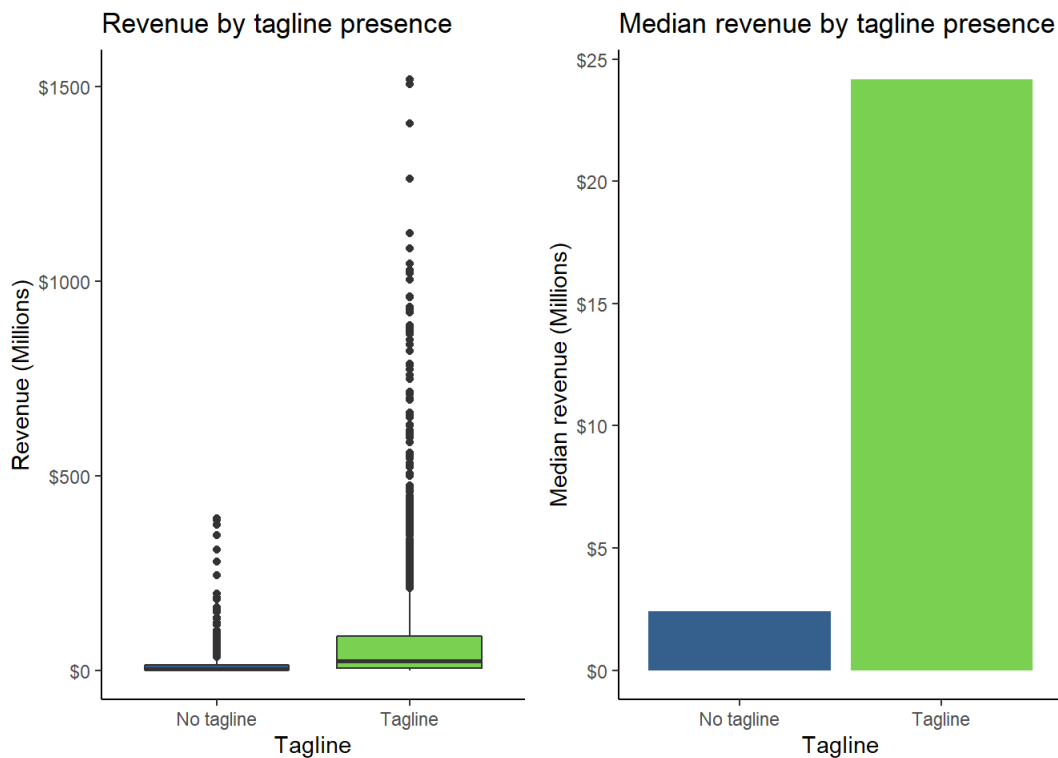 Revenue by tagline presence
$1500
$1000
$500
$0
Revenue (Millions)
No tagline
Tagline
Tagline
Median revenue by tagline presence
$25
$20
$15
$10
$5
$0
Median revenue (Millions)
No tagline
Tagline
Tagline